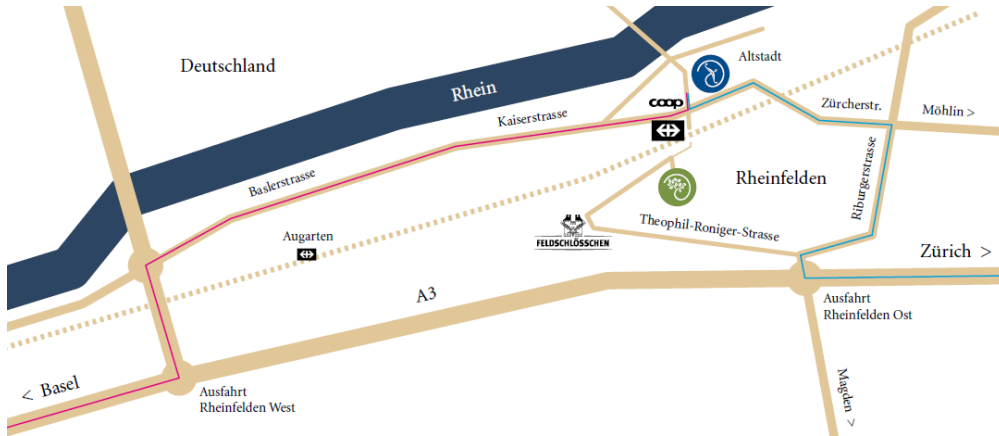 Deutschland
Rhein
Altstadt
coop
Kaiserstrasse
Zürcherstr.
Möhlin >
Baslerstrasse
Rheinfelden
Riburgerstrasse
Augarten
FELDSCHLÖSSCHEN
Theophil-Roniger-Strasse
Zürich >
A3
Ausfahrt
Rheinfelden Ost
< Basel
Ausfahrt
Rheinfelden West
Magden >